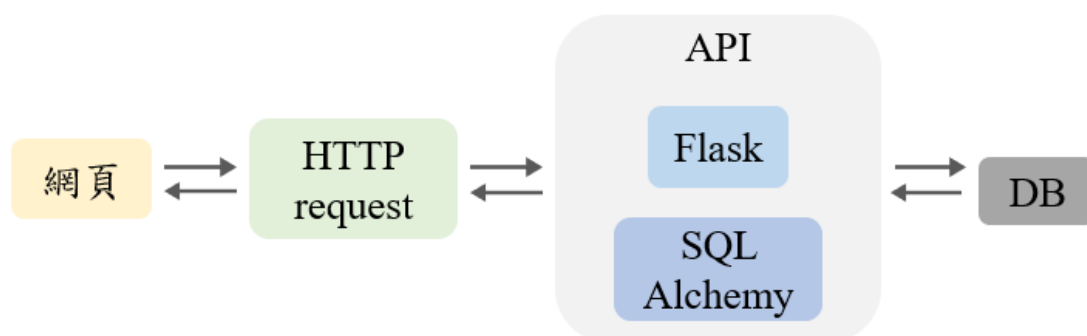 網頁
HTTP
request
API
Flask
SQL
Alchemy
DB